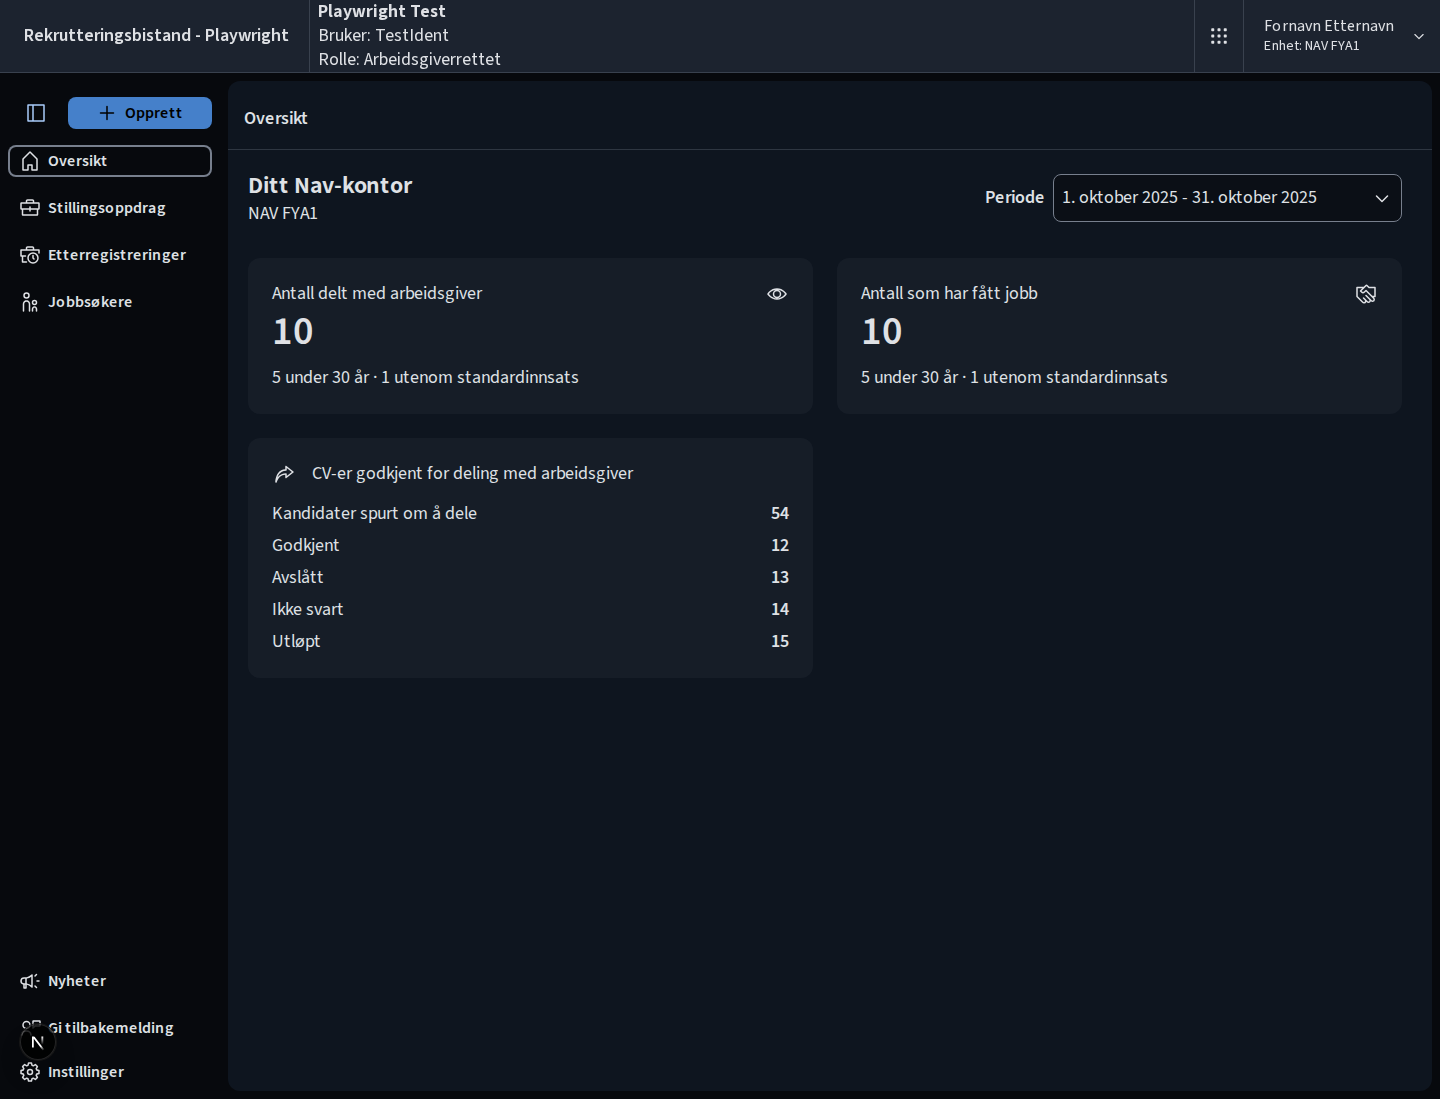 Rekrutteringsbistand - Playwright
Playwright Test
Bruker: TestIdent
Rolle: Arbeidsgiverrettet
Fornavn Etternavn
Enhet: NAV FYA1
Opprett
Oversikt
Stillingsoppdrag
Etterregistreringer
Jobbsøkere
Nyheter
Gi tilbakemelding
N
Instillinger
Oversikt
Ditt Nav-kontor
NAV FYA1
Periode
1. oktober 2025 - 31. oktober 2025
Antall delt med arbeidsgiver
10
5 under 30 år · 1 utenom standardinnsats
Antall som har fått jobb
10
5 under 30 år · 1 utenom standardinnsats
CV-er godkjent for deling med arbeidsgiver
Kandidater spurt om å dele 54
Godkjent 12
Avslått 13
Ikke svart 14
Utløpt 15